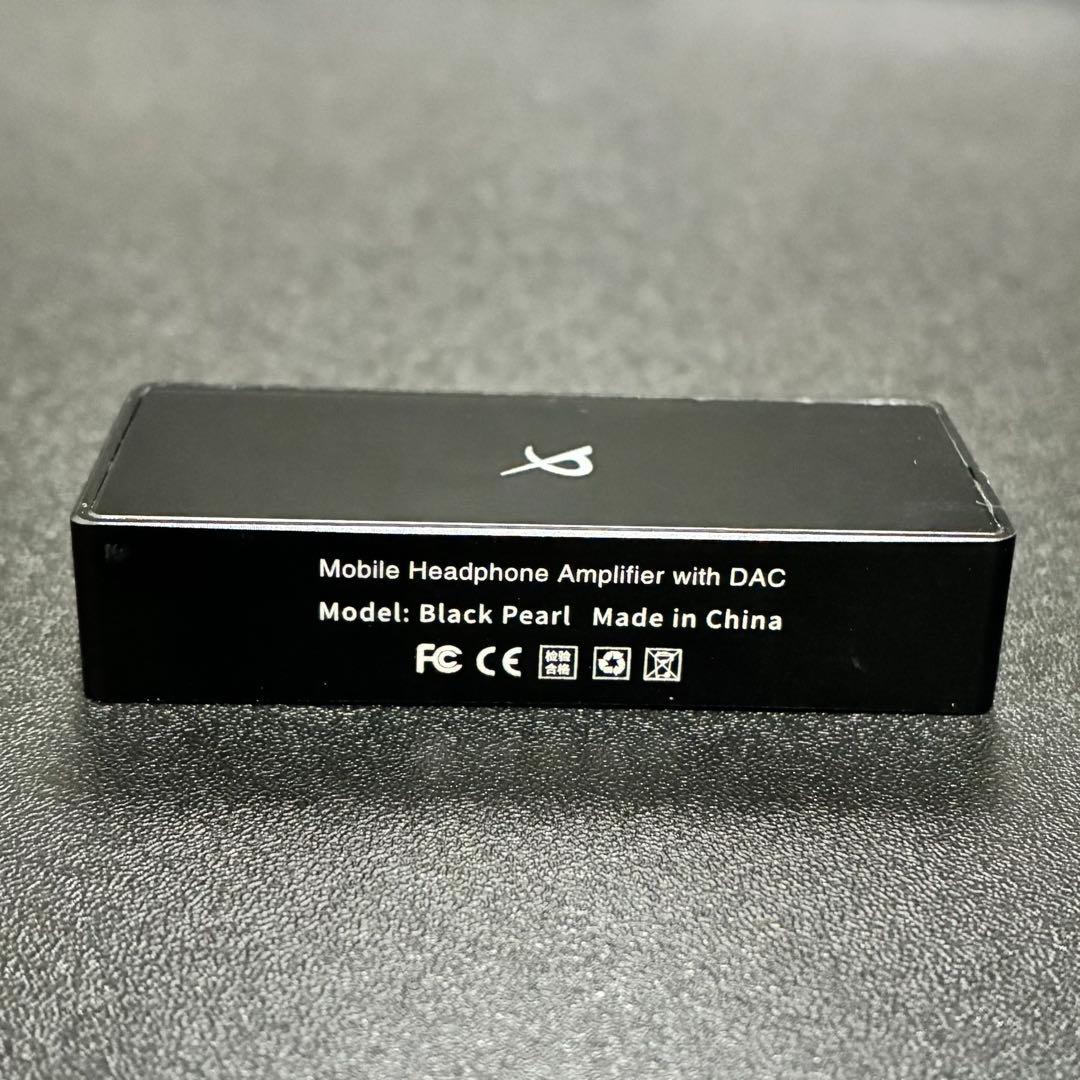 Mobile Headphone Amplifier with DAC
Model: Black Pearl Made in China
FC CE 检验
合格